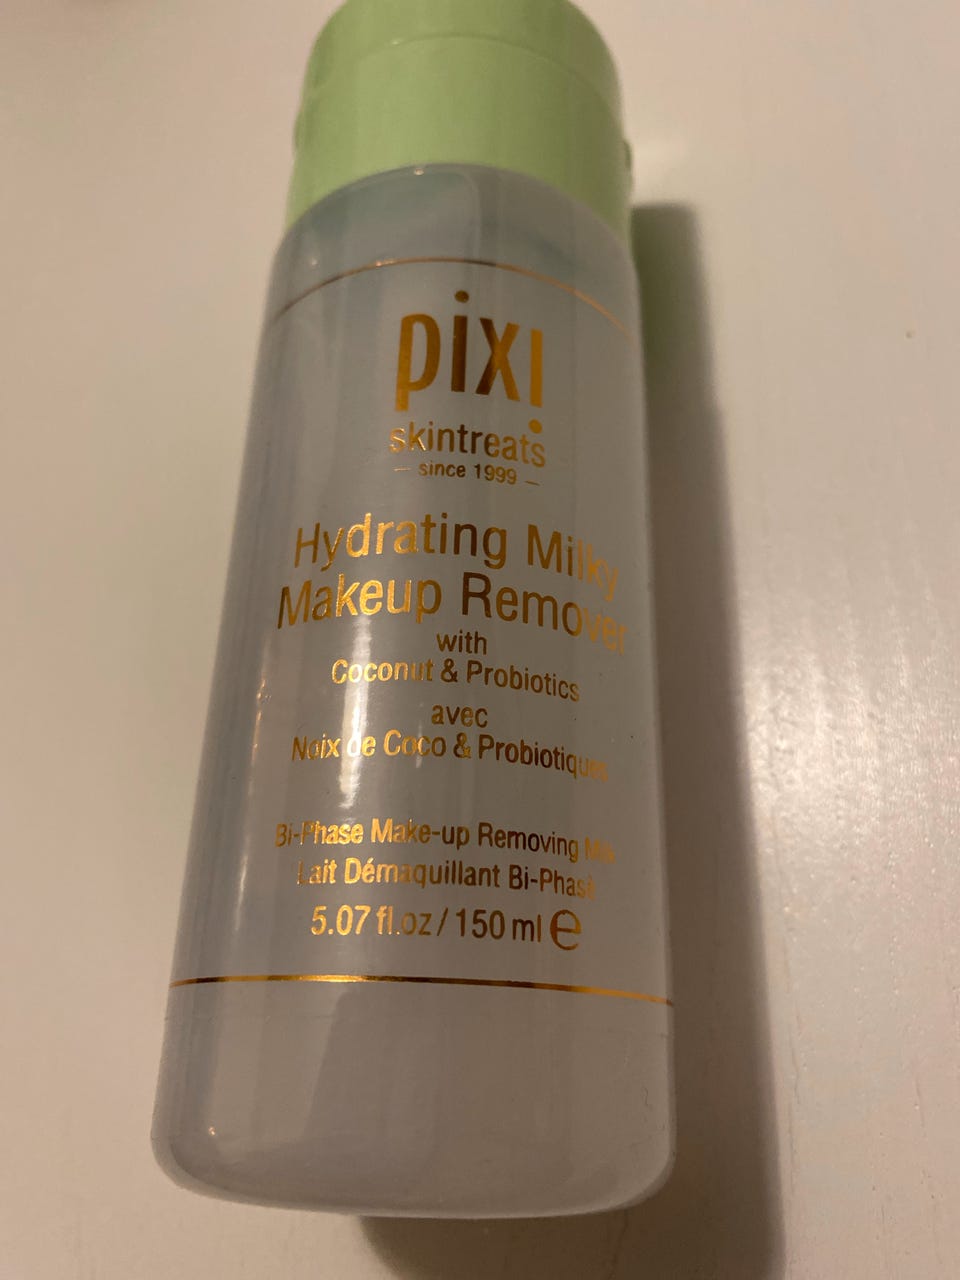 pixi
skintreats
— since 1999 —
Hydrating Milky
Makeup Remover
with
Coconut & Probiotics
avec
Noix de Coco & Probiotiques
Bi-Phase Make-up Removing Milk
Lait Démaquillant Bi-Phasé
5.07 fl.oz / 150 ml e